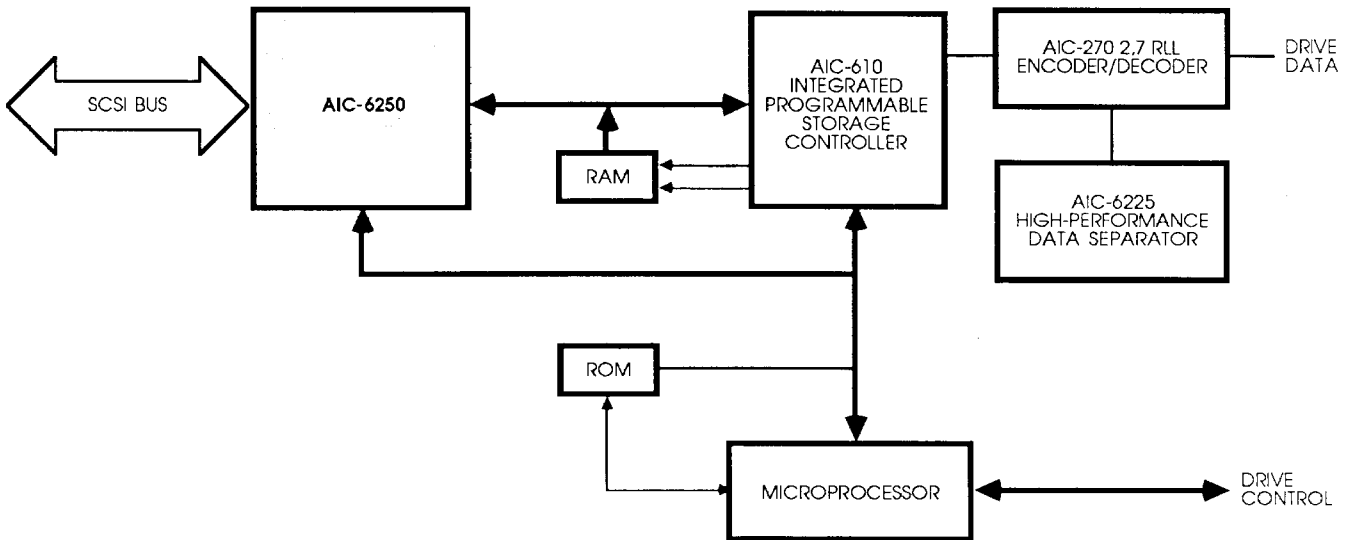 SCSI BUS
AIC-6250
RAM
AIC-610
INTEGRATED
PROGRAMMABLE
STORAGE
CONTROLLER
AIC-270 2,7 RLL
ENCODER/DECODER
DRIVE
DATA
AIC-6225
HIGH-PERFORMANCE
DATA SEPARATOR
ROM
MICROPROCESSOR
DRIVE
CONTROL